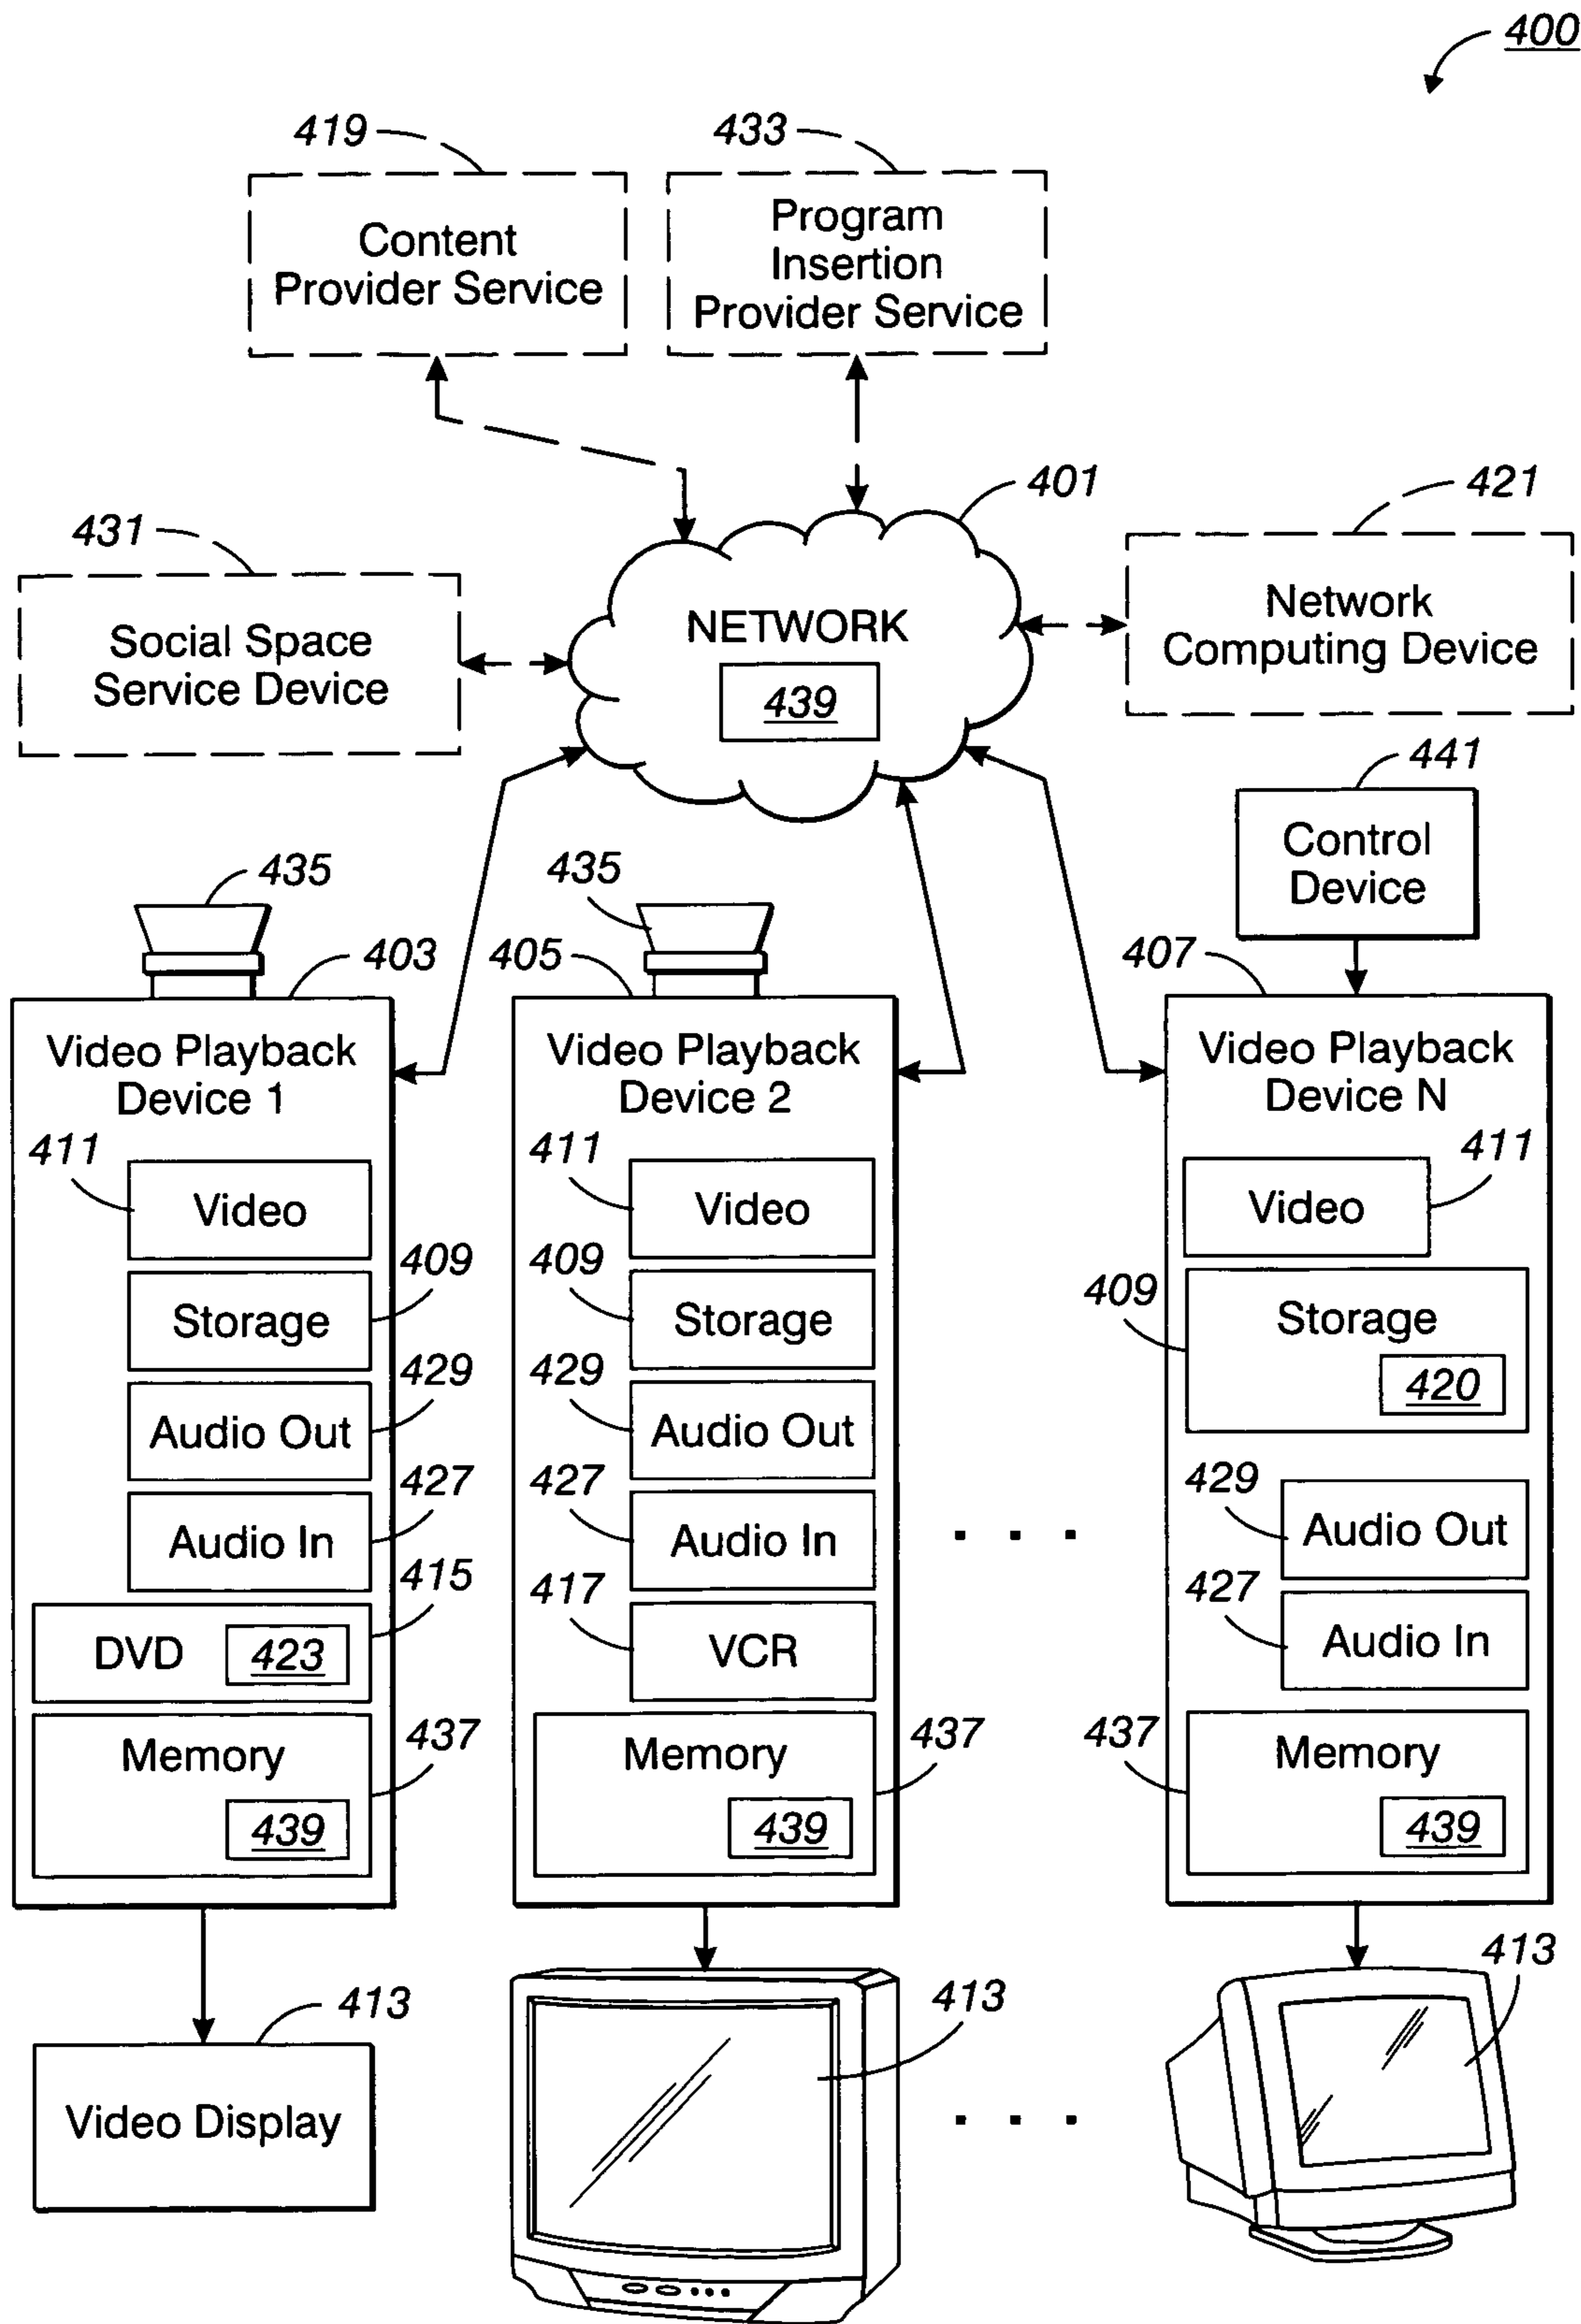 400
419
433
Content
Provider Service
Program
Insertion
Provider Service
401
421
431
Social Space
Service Device
NETWORK
439
Network
Computing Device
441
Control
Device
435
435
403
405
407
Video Playback
Device 1
411
Video
409
Storage
429
Audio Out
427
Audio In
415
DVD
423
Memory
437
439
Video Playback
Device 2
411
Video
409
Storage
429
Audio Out
427
Audio In
417
VCR
Memory
437
439
. . .
Video Playback
Device N
411
Video
409
Storage
420
429
Audio Out
427
Audio In
437
Memory
439
413
Video Display
413
. . .
413